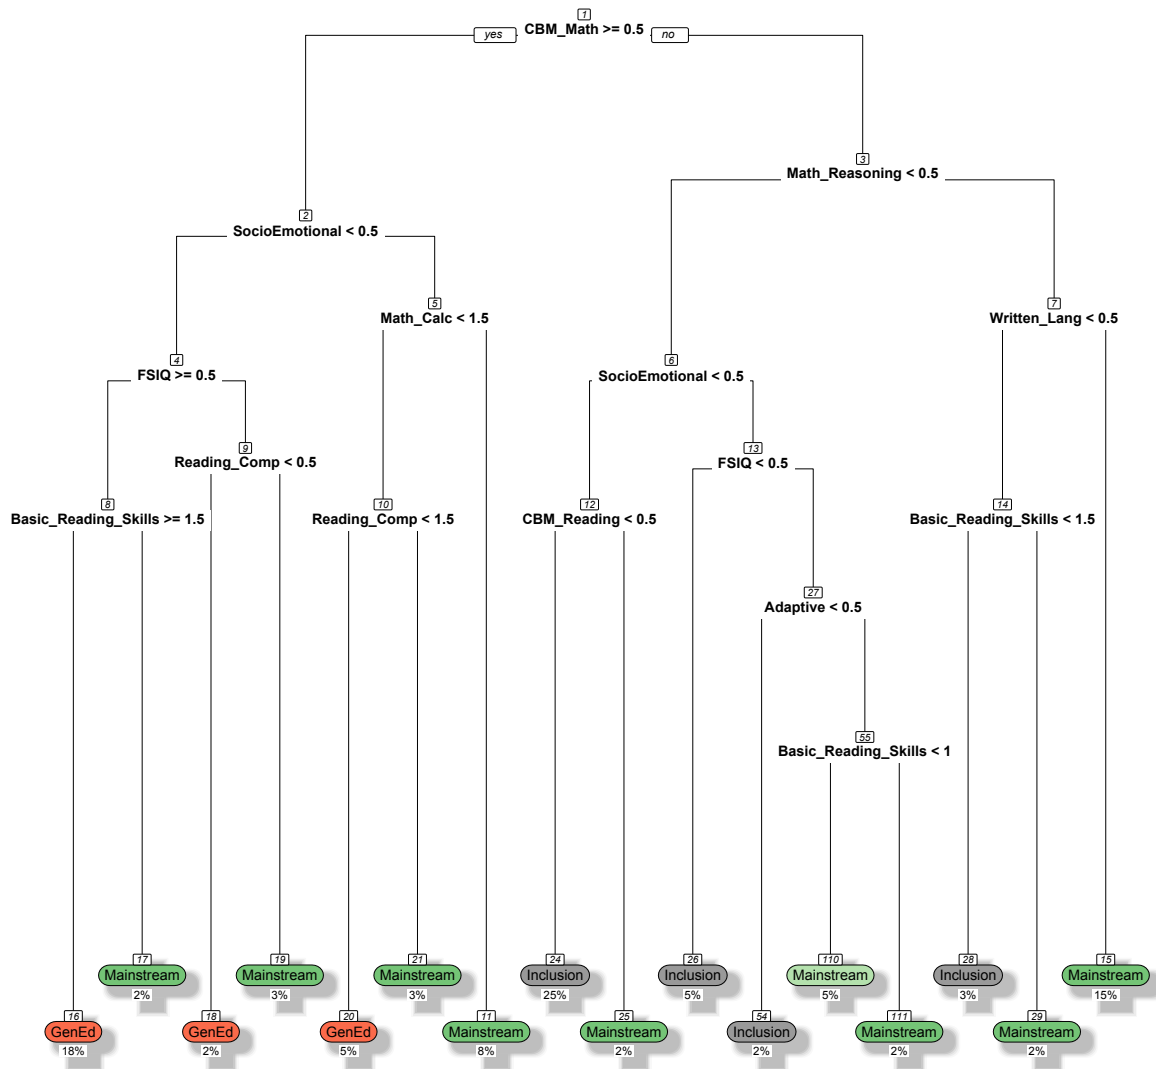 1
CBM_Math >= 0.5
yes
no
3
Math_Reasoning < 0.5
2
SocioEmotional < 0.5
5
Math_Calc < 1.5
7
Written_Lang < 0.5
4
FSIQ >= 0.5
6
SocioEmotional < 0.5
9
Reading_Comp < 0.5
13
FSIQ < 0.5
8
Basic_Reading_Skills >= 1.5
10
Reading_Comp < 1.5
12
CBM_Reading < 0.5
14
Basic_Reading_Skills < 1.5
27
Adaptive < 0.5
55
Basic_Reading_Skills < 1
17
Mainstream
2%
19
Mainstream
3%
21
Mainstream
3%
24
Inclusion
25%
26
Inclusion
5%
110
Mainstream
5%
28
Inclusion
3%
15
Mainstream
15%
16
GenEd
18%
18
GenEd
2%
20
GenEd
5%
11
Mainstream
8%
25
Mainstream
2%
54
Inclusion
2%
111
Mainstream
2%
29
Mainstream
2%